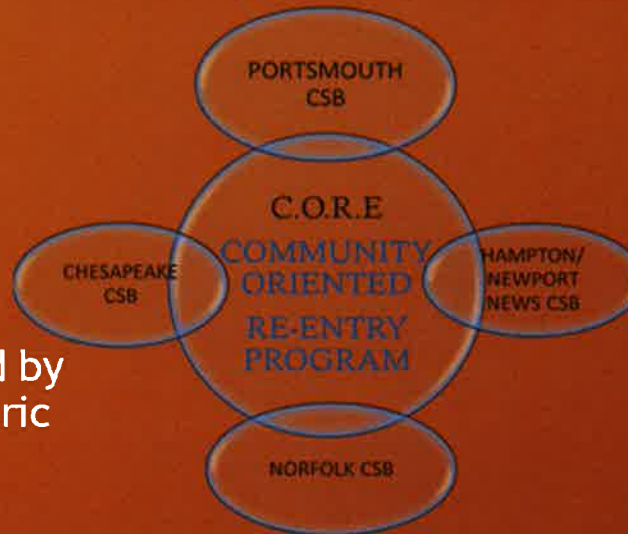 PORTSMOUTH
CSB
C.O.R.E
COMMUNITY
ORIENTED
RE-ENTRY
PROGRAM
CHESAPEAKE
CSB
HAMPTON/
NEWPORT
NEWS CSB
by
ric
NORFOLK CSB